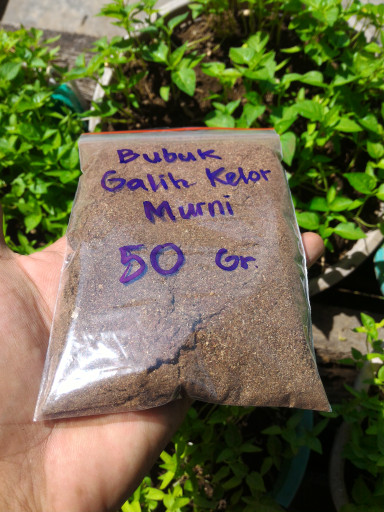 Bubuk
Galih Kelor
Murni
50 Gr.